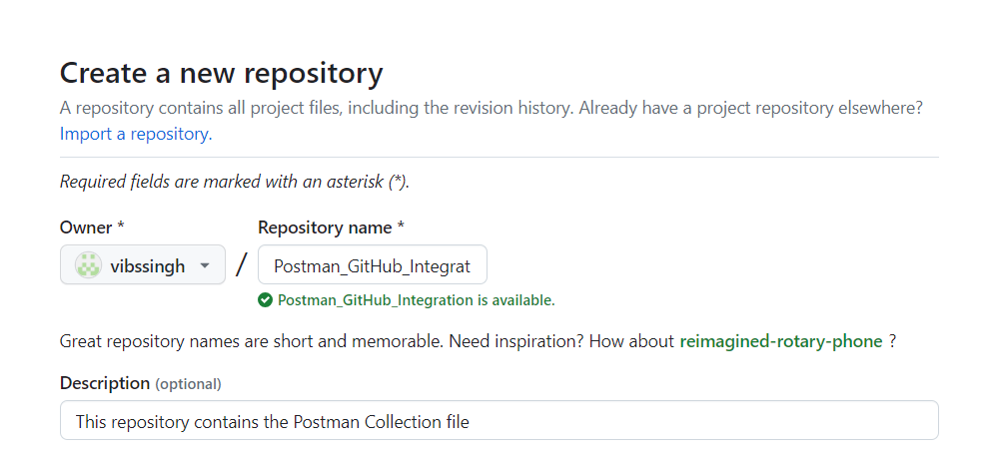 Create a new repository
A repository contains all project files, including the revision history. Already have a project repository elsewhere?
Import a repository.
Required fields are marked with an asterisk (*).
Owner * Repository name *
vibssingh / Postman_GitHub_Integrat
Postman_GitHub_Integration is available.
Great repository names are short and memorable. Need inspiration? How about reimagined-rotary-phone ?
Description (optional)
This repository contains the Postman Collection file